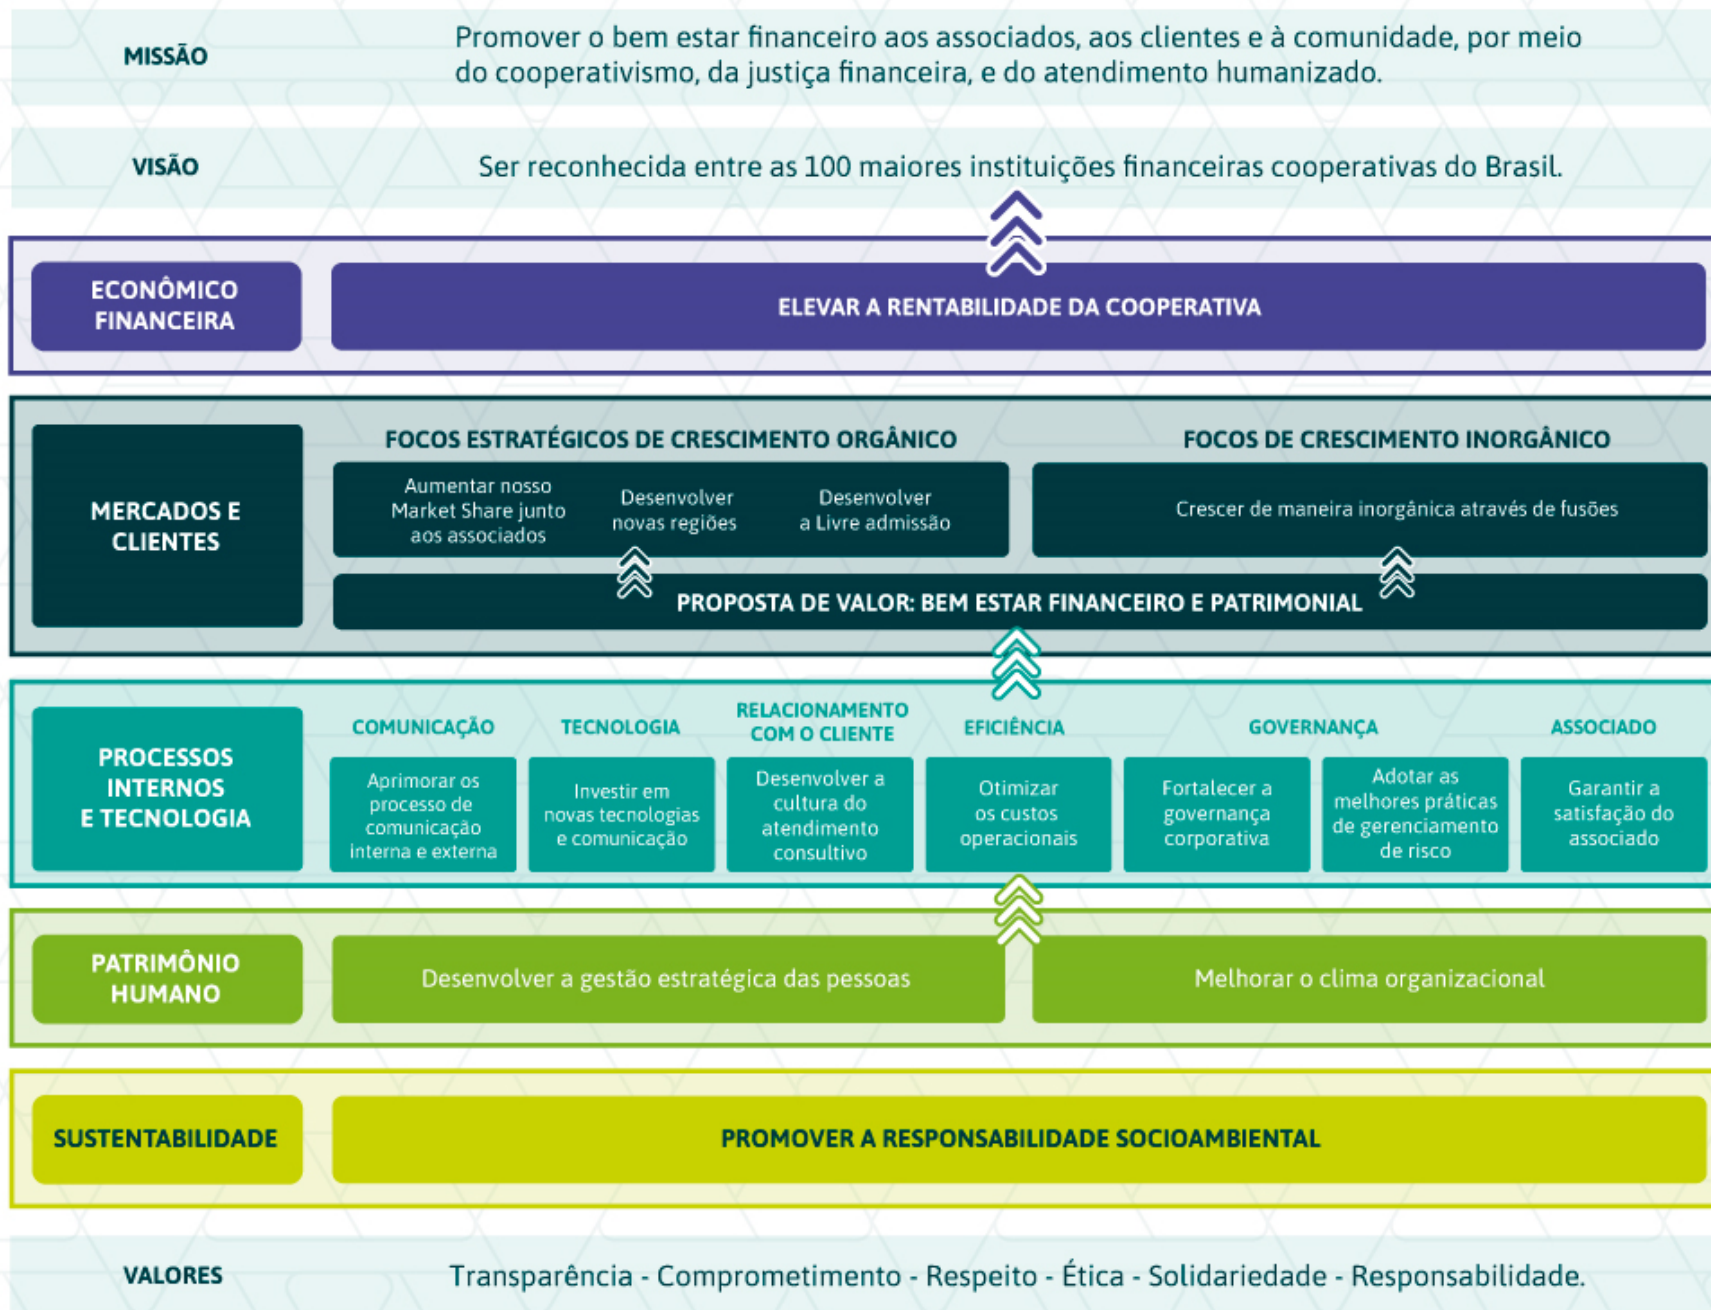 MISSÃO
Promover o bem estar financeiro aos associados, aos clientes e à comunidade, por meio
do cooperativismo, da justiça financeira, e do atendimento humanizado.
VISÃO
Ser reconhecida entre as 100 maiores instituições financeiras cooperativas do Brasil.
ECONÔMICO
FINANCEIRA
ELEVAR A RENTABILIDADE DA COOPERATIVA
MERCADOS E
CLIENTES
FOCOS ESTRATÉGICOS DE CRESCIMENTO ORGÂNICO
Aumentar nosso
Market Share junto
aos associados
Desenvolver
novas regiões
Desenvolver
a Livre admissão
FOCOS DE CRESCIMENTO INORGÂNICO
Crescer de maneira inorgânica através de fusões
PROPOSTA DE VALOR: BEM ESTAR FINANCEIRO E PATRIMONIAL
PROCESSOS
INTERNOS
E TECNOLOGIA
COMUNICAÇÃO
Aprimorar os
processo de
comunicação
interna e externa
TECNOLOGIA
Investir em
novas tecnologias
e comunicação
RELACIONAMENTO
COM O CLIENTE
Desenvolver a
cultura do
atendimento
consultivo
EFICIÊNCIA
Otimizar
os custos
operacionais
GOVERNANÇA
Fortalecer a
governança
corporativa
Adotar as
melhores práticas
de gerenciamento
de risco
ASSOCIADO
Garantir a
satisfação do
associado
PATRIMÔNIO
HUMANO
Desenvolver a gestão estratégica das pessoas
Melhorar o clima organizacional
SUSTENTABILIDADE
PROMOVER A RESPONSABILIDADE SOCIOAMBIENTAL
VALORES
Transparência - Comprometimento - Respeito - Ética - Solidariedade - Responsabilidade.